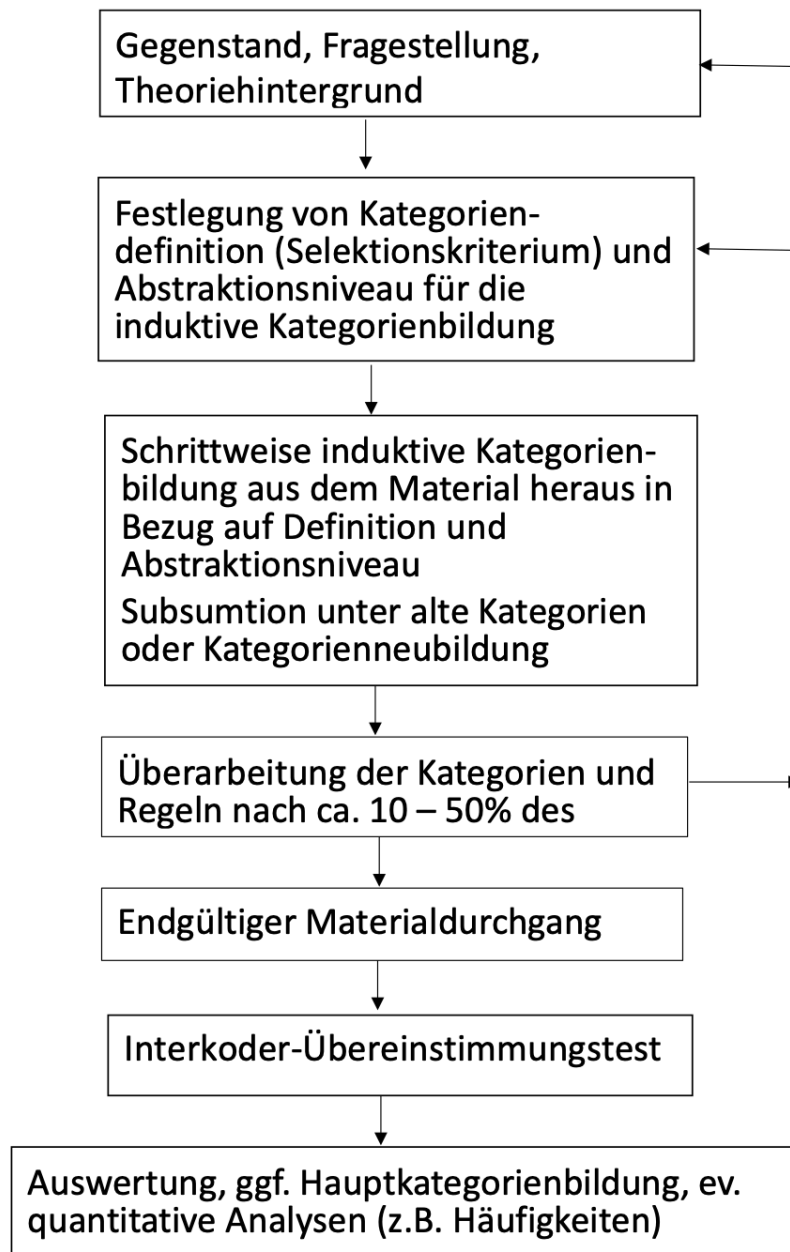 Gegenstand, Fragestellung,
Theoriehintergrund
Festlegung von Kategorien-
definition (Selektionskriterium) und
Abstraktionsniveau für die
induktive Kategorienbildung
Schrittweise induktive Kategorien-
bildung aus dem Material heraus in
Bezug auf Definition und
Abstraktionsniveau
Subsumtion unter alte Kategorien
oder Kategorienneubildung
Überarbeitung der Kategorien und
Regeln nach ca. 10 – 50% des
Endgültiger Materialdurchgang
Interkoder-Übereinstimmungstest
Auswertung, ggf. Hauptkategorienbildung, ev.
quantitative Analysen (z.B. Häufigkeiten)